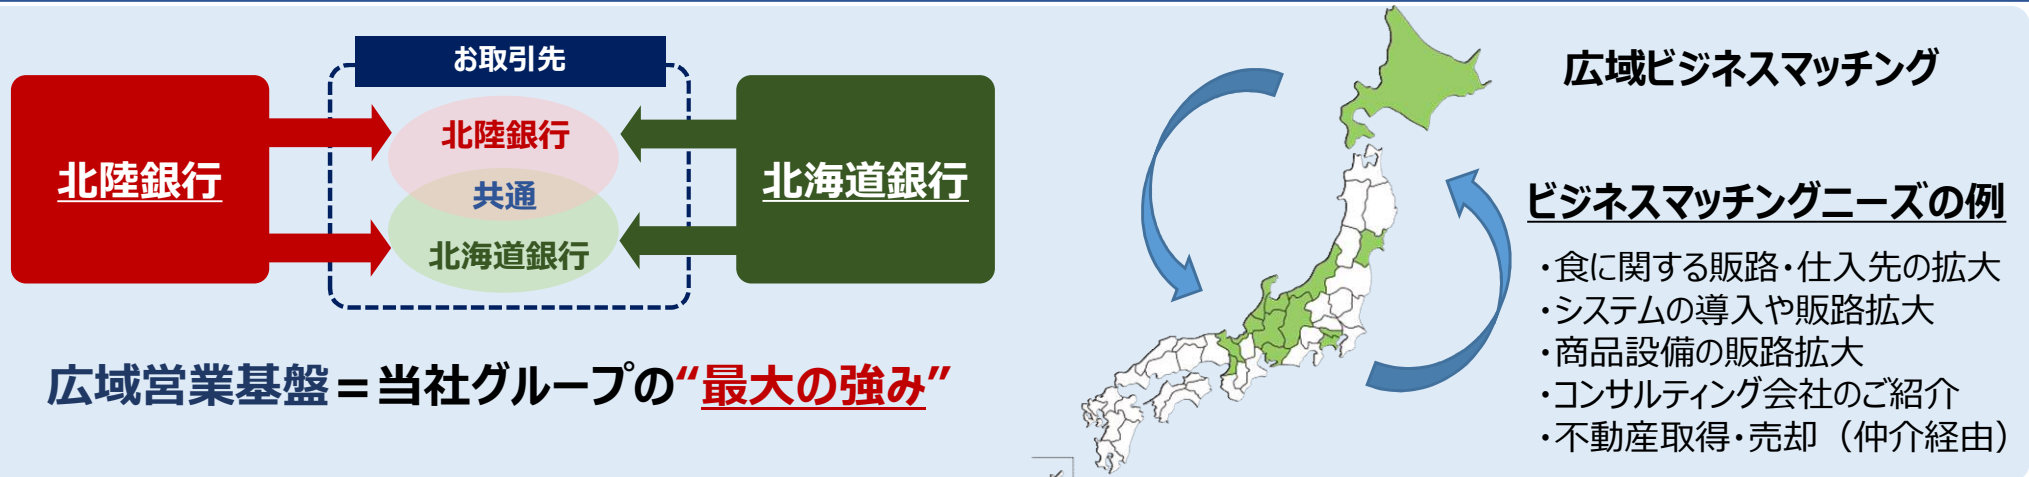 お取引先
北陸銀行
北陸銀行
共通
北海道銀行
北海道銀行
広域営業基盤=当社グループの“最大の強み”
広域ビジネスマッチング
ビジネスマッチングニーズの例
・食に関する販路・仕入先の拡大
・システムの導入や販路拡大
・商品設備の販路拡大
・コンサルティング会社のご紹介
・不動産取得・売却（仲介経由）